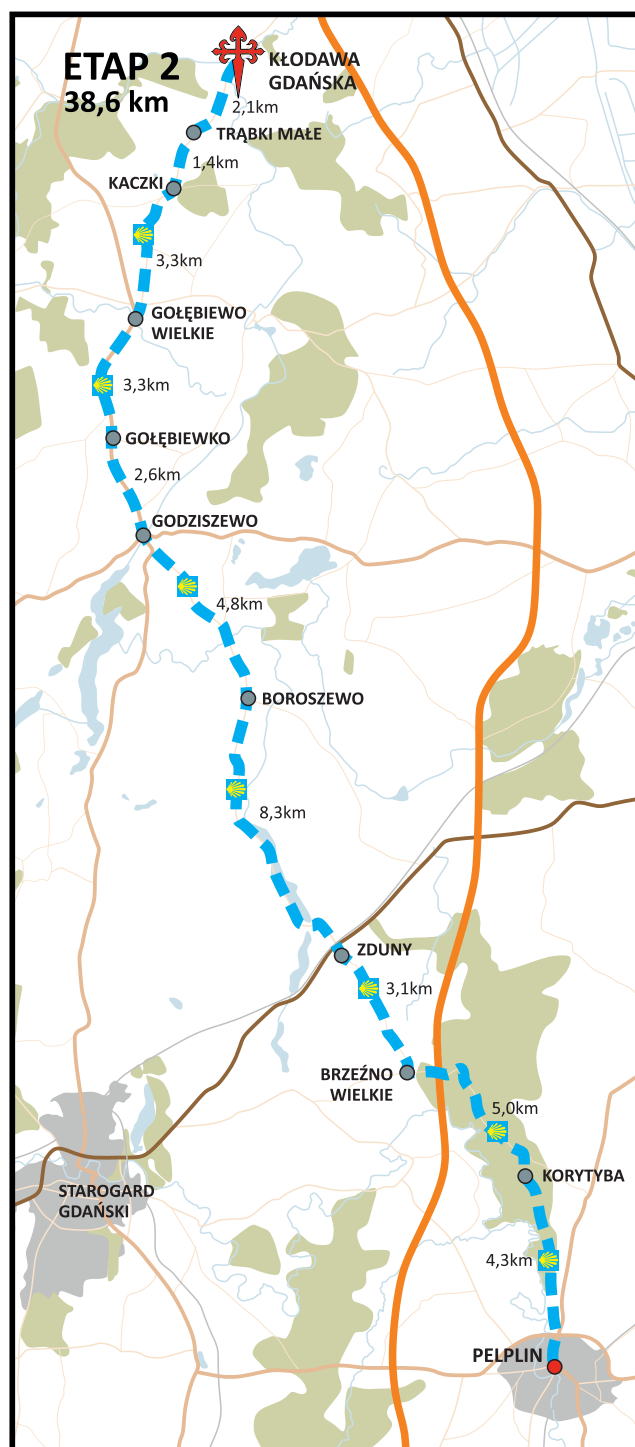 ETAP 2
38,6 km
KŁODAWA
GDAŃSKA
2,1km
TRĄBKI MAŁE
1,4km
KACZKI
3,3km
GOŁĘBIEWO
WIELKIE
3,3km
GOŁĘBIEWKO
2,6km
GODZISZEWO
4,8km
BOROSZEWO
8,3km
ZDUNY
3,1km
BRZEŹNO
WIELKIE
5,0km
KORYTYBA
STAROGARD
GDAŃSKI
4,3km
PELPLIN